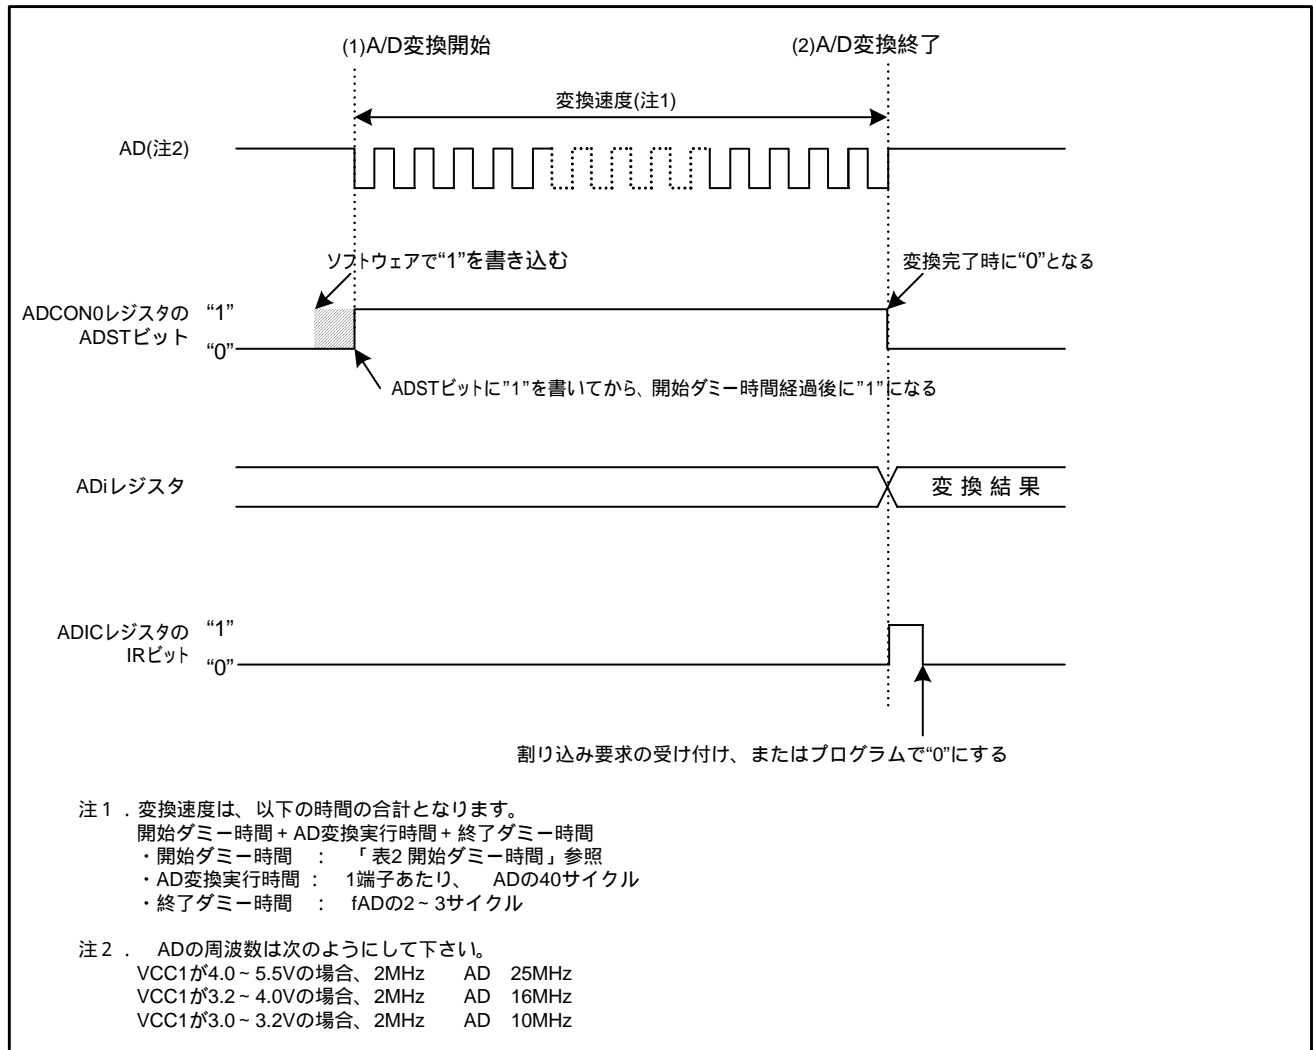 (1)A/D変換開始
(2)A/D変換終了
変換速度(注1)
AD(注2)
ソフトウェアで“1”を書き込む
変換完了時に“0”となる
ADCON0レジスタの “1”
ADSTビット “0”
ADSTビットに”1”を書いてから、開始ダミー時間経過後に”1”になる
ADiレジスタ
変 換 結 果
ADICレジスタの “1”
IRビット “0”
割り込み要求の受け付け、またはプログラムで“0”にする
注1 . 変換速度は、以下の時間の合計となります。
開始ダミー時間 + AD変換実行時間 + 終了ダミー時間
・開始ダミー時間 : 「表2 開始ダミー時間」参照
・AD変換実行時間 : 1端子あたり、 ADの40サイクル
・終了ダミー時間 : fADの2 ~ 3サイクル
注2 . ADの周波数は次のようにして下さい。
VCC1が4.0 ~ 5.5Vの場合、2MHz AD 25MHz
VCC1が3.2 ~ 4.0Vの場合、2MHz AD 16MHz
VCC1が3.0 ~ 3.2Vの場合、2MHz AD 10MHz